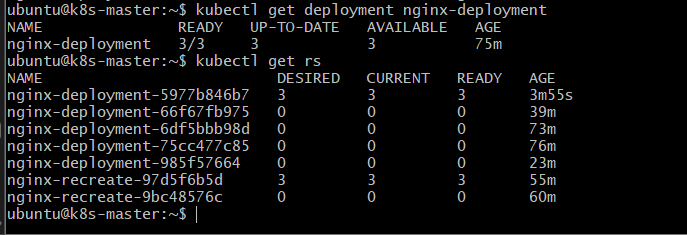 ubuntu@k8s-master:~$ kubectl get deployment nginx-deployment
NAME READY UP-TO-DATE AVAILABLE AGE
nginx-deployment 3/3 3 3 75m
ubuntu@k8s-master:~$ kubectl get rs
NAME DESIRED CURRENT READY AGE
nginx-deployment-5977b846b7 3 3 3 3m55s
nginx-deployment-66f67fb975 0 0 0 39m
nginx-deployment-6df5bbb98d 0 0 0 73m
nginx-deployment-75cc477c85 0 0 0 76m
nginx-deployment-985f57664 0 0 0 23m
nginx-recreate-97d5f6b5d 3 3 3 55m
nginx-recreate-9bc48576c 0 0 0 60m
ubuntu@k8s-master:~$